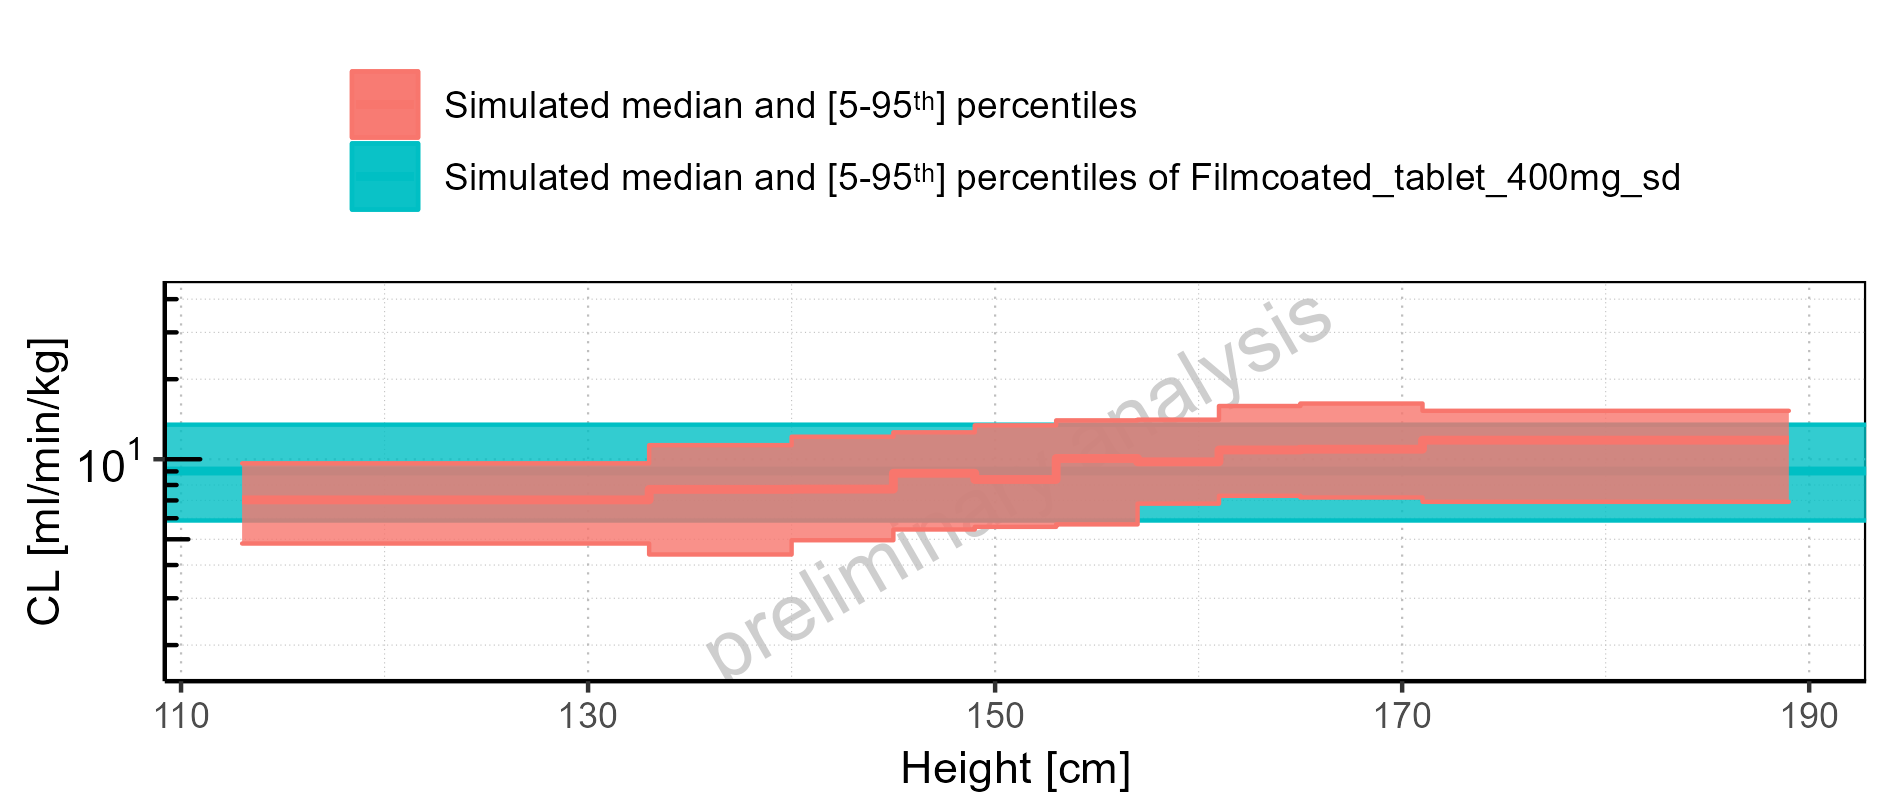 Simulated median and [5-95th] percentiles
Simulated median and [5-95th] percentiles of Filmcoated_tablet_400mg_sd
CL [ml/min/kg]
10^1
preliminary analysis
110 130 150 170 190
Height [cm]